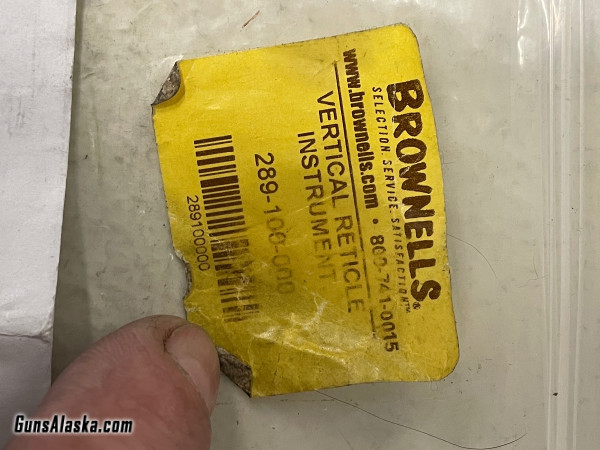 BROWNELLS®
SELECTION. SERVICE. SATISFACTION.™
www.brownells.com • 800-741-0015
VERTICAL RETICLE
INSTRUMENT
289-100-000
289100000
GunsAlaska.com